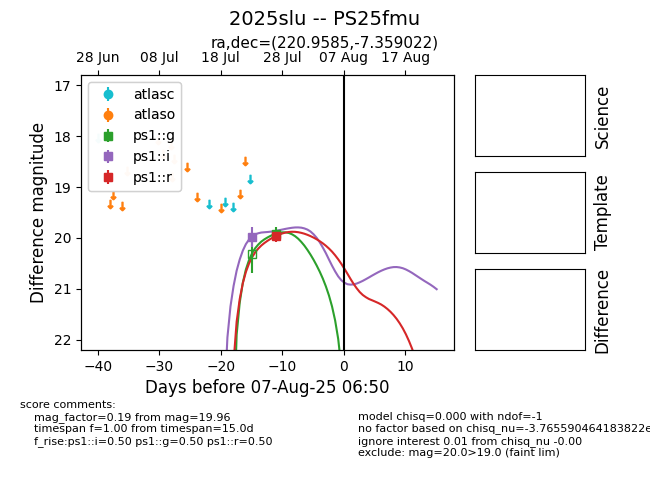 2025slu -- PS25fmu
ra,dec=(220.9585,-7.359022)
28 Jun 08 Jul 18 Jul 28 Jul 07 Aug 17 Aug
17
18
19
20
21
22
Difference magnitude
atlasc
atlaso
ps1::g
ps1::i
ps1::r
−40 −30 −20 −10 0 10
Days before 07-Aug-25 06:50
Science
Template
Difference
score comments:
mag_factor=0.19 from mag=19.96
timespan f=1.00 from timespan=15.0d
f_rise:ps1::i=0.50 ps1::g=0.50 ps1::r=0.50
model chisq=0.000 with ndof=-1
no factor based on chisq_nu=-3.765590464183822e
ignore interest 0.01 from chisq_nu -0.00
exclude: mag=20.0>19.0 (faint lim)